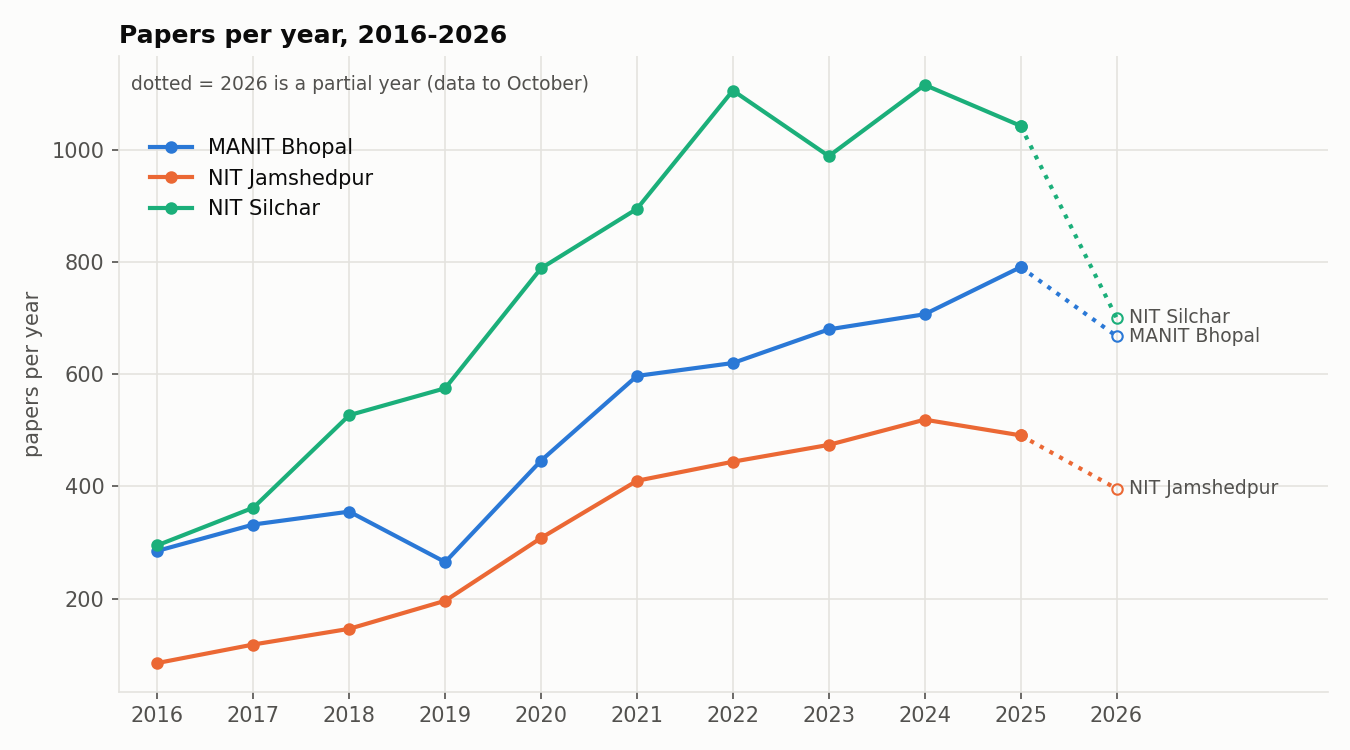 Papers per year, 2016-2026
dotted = 2026 is a partial year (data to October)
MANIT Bhopal
NIT Jamshedpur
NIT Silchar
papers per year
1000
800
600
400
200
NIT Silchar
MANIT Bhopal
NIT Jamshedpur
2016 2017 2018 2019 2020 2021 2022 2023 2024 2025 2026